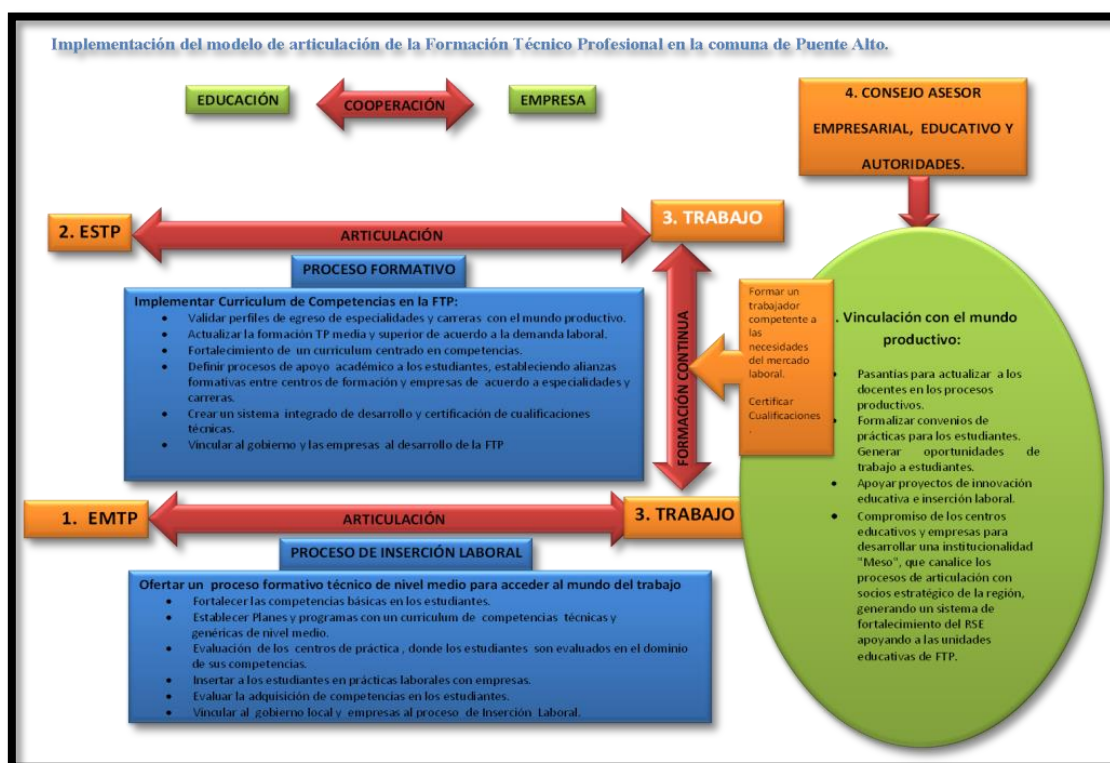 Implementación del modelo de articulación de la Formación Técnico Profesional en la comuna de Puente Alto.
EDUCACIÓN
COOPERACIÓN
EMPRESA
4. CONSEJO ASESOR
EMPRESARIAL, EDUCATIVO Y
AUTORIDADES.
2. ESTP
ARTICULACIÓN
3. TRABAJO
PROCESO FORMATIVO
Implementar Curriculum de Competencias en la FTP:
• Validar perfiles de egreso de especialidades y carreras con el mundo productivo.
• Actualizar la formación TP media y superior de acuerdo a la demanda laboral.
• Fortalecimiento de un curriculum centrado en competencias.
• Definir procesos de apoyo académico a los estudiantes, estableciendo alianzas
formativas entre centros de formación y empresas de acuerdo a especialidades y
carreras.
• Crear un sistema integrado de desarrollo y certificación de cualificaciones
técnicas.
• Vincular al gobierno y las empresas al desarrollo de la FTP
FORMACIÓN CONTINUA
Formar un
trabajador
competente a
las
necesidades
del mercado
laboral.
Certificar
Cualificaciones
.
. Vinculación con el mundo
productivo:
• Pasantías para actualizar a los
docentes en los procesos
productivos.
• Formalizar convenios de
prácticas para los estudiantes.
Generar oportunidades de
trabajo a estudiantes.
• Apoyar proyectos de innovación
educativa e inserción laboral.
• Compromiso de los centros
educativos y empresas para
desarrollar una institucionalidad
"Meso", que canalice los
procesos de articulación con
socios estratégico de la región,
generando un sistema de
fortalecimiento del RSE
apoyando a las unidades
educativas de FTP.
1. EMTP
ARTICULACIÓN
3. TRABAJO
PROCESO DE INSERCIÓN LABORAL
Ofertar un proceso formativo técnico de nivel medio para acceder al mundo del trabajo
• Fortalecer las competencias básicas en los estudiantes.
• Establecer Planes y programas con un curriculum de competencias técnicas y
genéricas de nivel medio.
• Evaluación de los centros de práctica, donde los estudiantes son evaluados en el dominio
de sus competencias.
• Insertar a los estudiantes en prácticas laborales con empresas.
• Evaluar la adquisición de competencias en los estudiantes.
• Vincular al gobierno local y empresas al proceso de Inserción Laboral.